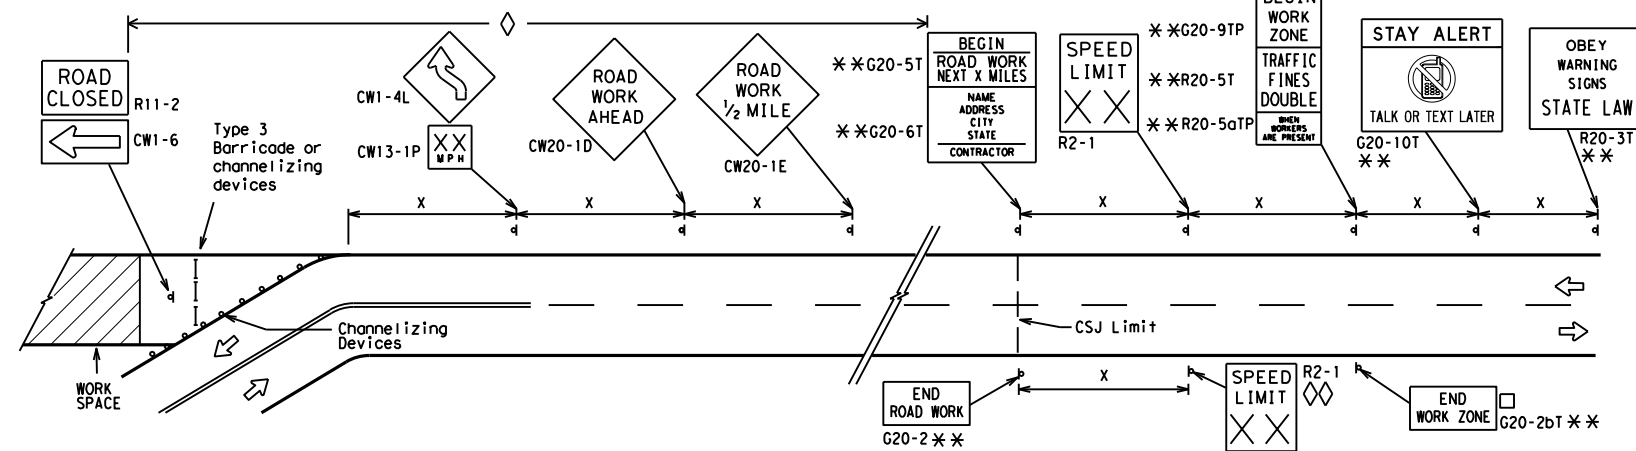 ROAD
CLOSED
R11-2
CW1-6
Type 3
Barricade or
channelizing
devices
CW1-4L
CW13-1P
XX
MPH
ROAD
WORK
AHEAD
CW20-1D
ROAD
WORK
1/2 MILE
CW20-1E
**G20-5T
**G20-6T
BEGIN
ROAD WORK
NEXT X MILES
NAME
ADDRESS
CITY
STATE
CONTRACTOR
SPEED
LIMIT
XX
R2-1
**G20-9TP
**R20-5T
**R20-5aTP
BEGIN
WORK
ZONE
TRAFFIC
FINES
DOUBLE
WHEN
WORKERS
ARE PRESENT
STAY ALERT
TALK OR TEXT LATER
G20-10T
**
OBEY
WARNING
SIGNS
STATE LAW
R20-3T
**
X
X
X
X
X
X
X
Channelizing
Devices
WORK
SPACE
CSJ Limit
END
ROAD WORK
G20-2**
X
SPEED
LIMIT
XX
R2-1
END
WORK ZONE
G20-2bT**